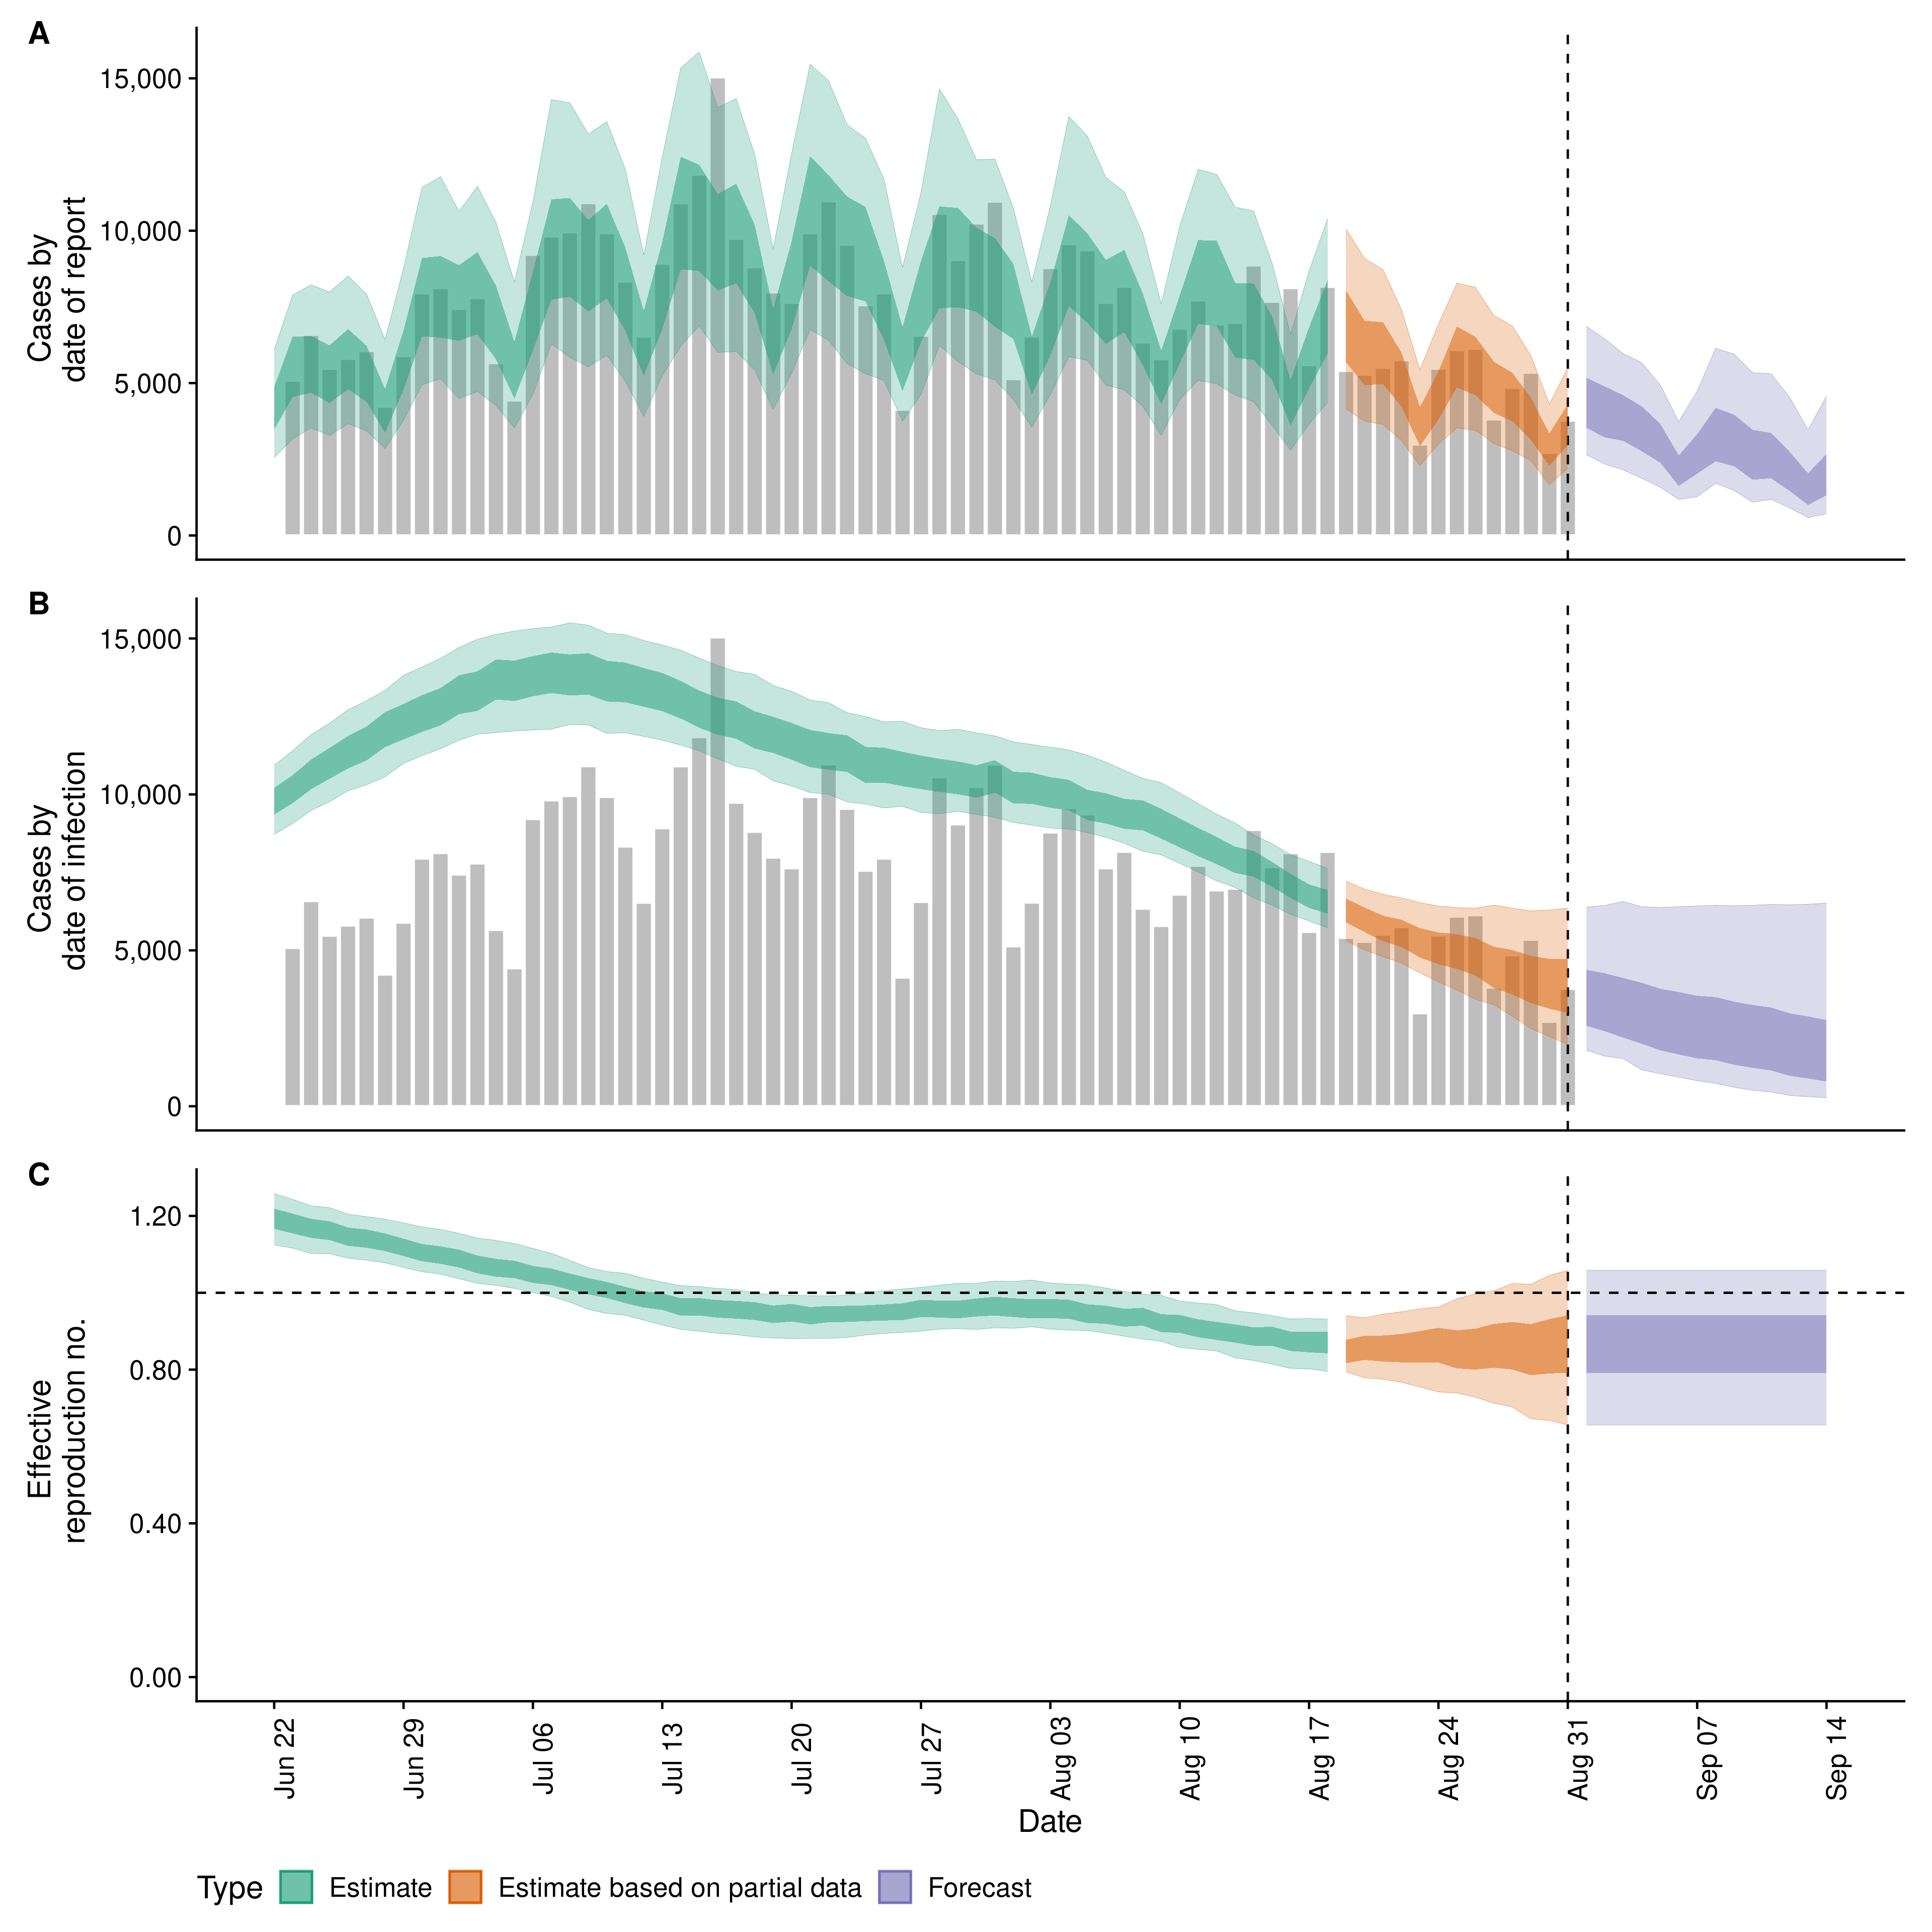 A
Cases by
date of report
15,000
10,000
5,000
0
B
Cases by
date of infection
15,000
10,000
5,000
0
C
Effective
reproduction no.
1.20
0.80
0.40
0.00
Jun 22
Jun 29
Jul 06
Jul 13
Jul 20
Jul 27
Aug 03
Aug 10
Aug 17
Aug 24
Aug 31
Sep 07
Sep 14
Date
Type Estimate Estimate based on partial data Forecast